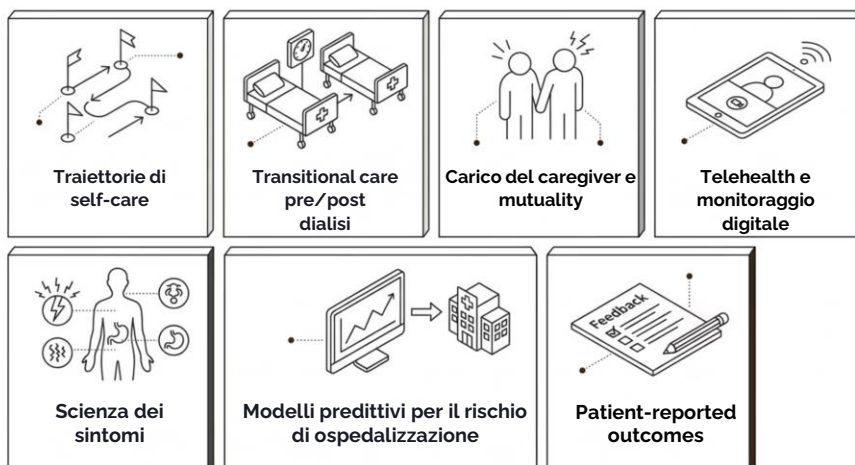 Traiettorie di
self-care
Transitional care
pre/post
dialisi
Carico del caregiver e
mutuality
Telehealth e
monitoraggio
digitale
Scienza dei
sintomi
Modelli predittivi per il rischio
di ospedalizzazione
Feedback
Patient-reported
outcomes